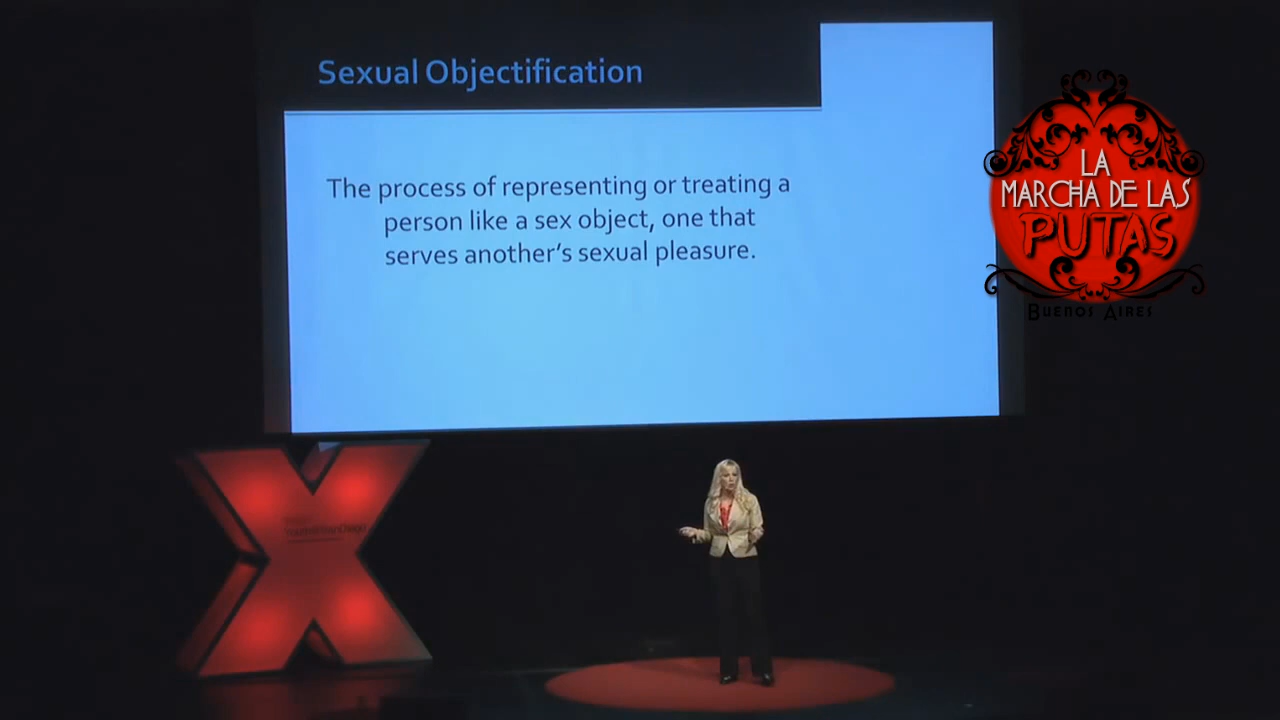 Sexual Objectification
The process of representing or treating a
person like a sex object, one that
serves another's sexual pleasure.
LA
MARCHA DE LAS
PUTAS
BUENOS AIRES